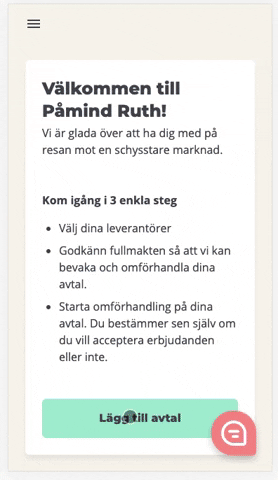 Välkommen till
Påmind Ruth!
Vi är glada över att ha dig med på
resan mot en schysstare marknad.
Kom igång i 3 enkla steg
Välj dina leverantörer
Godkänn fullmakten så att vi kan
bevaka och omförhandla dina
avtal.
Starta omförhandling på dina
avtal. Du bestämmer sen själv om
du vill acceptera erbjudanden
eller inte.
Lägg till avtal